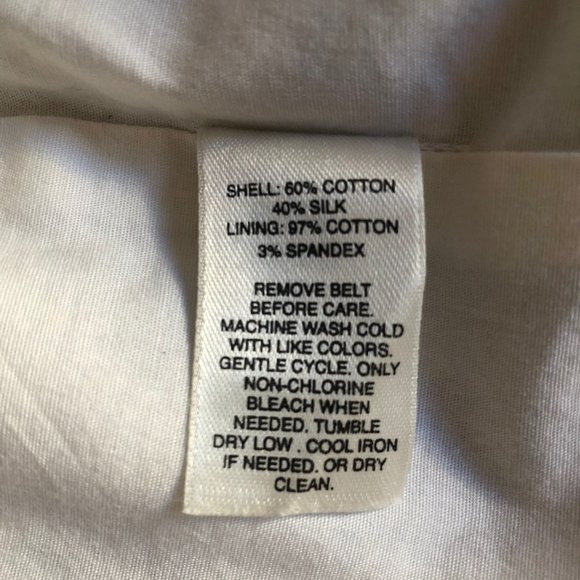 SHELL: 60% COTTON
40% SILK
LINING: 97% COTTON
3% SPANDEX
REMOVE BELT
BEFORE CARE.
MACHINE WASH COLD
WITH LIKE COLORS.
GENTLE CYCLE. ONLY
NON-CHLORINE
BLEACH WHEN
NEEDED. TUMBLE
DRY LOW . COOL IRON
IF NEEDED. OR DRY
CLEAN.